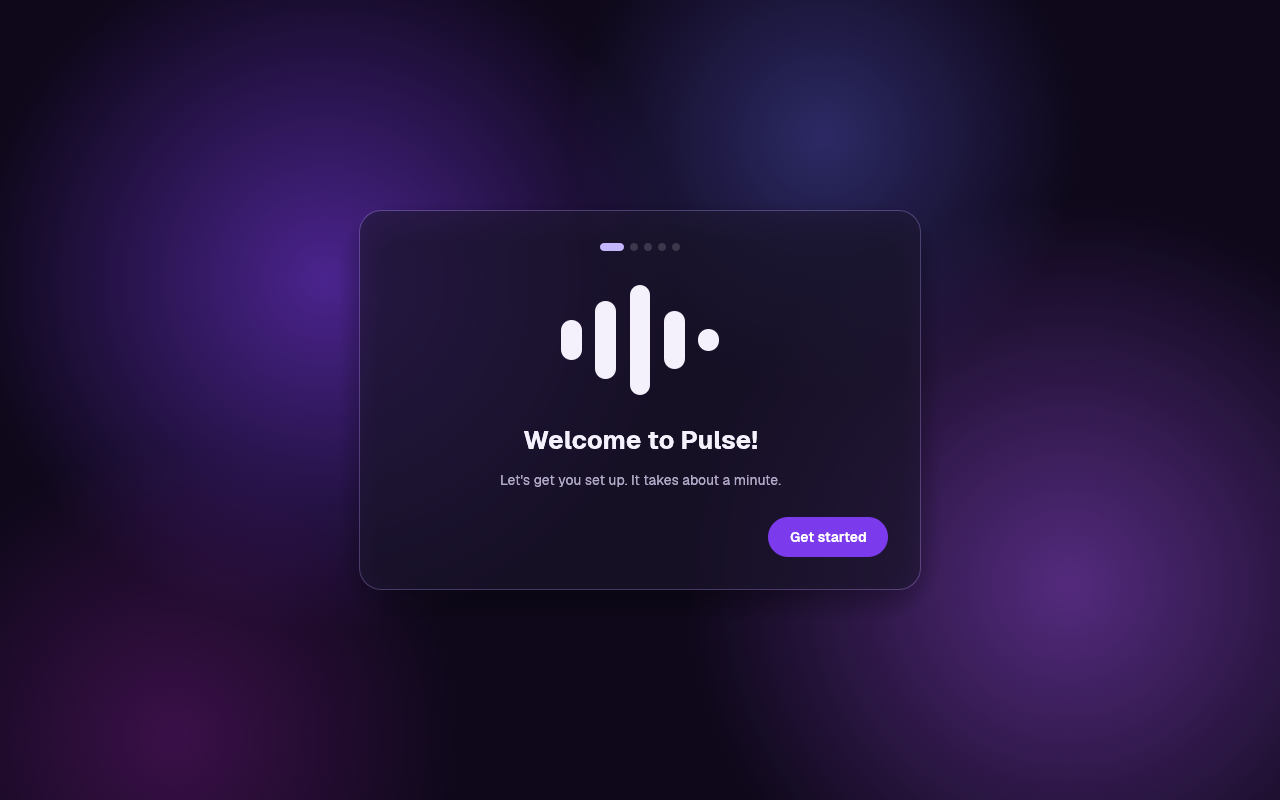 Welcome to Pulse!
Let's get you set up. It takes about a minute.
Get started